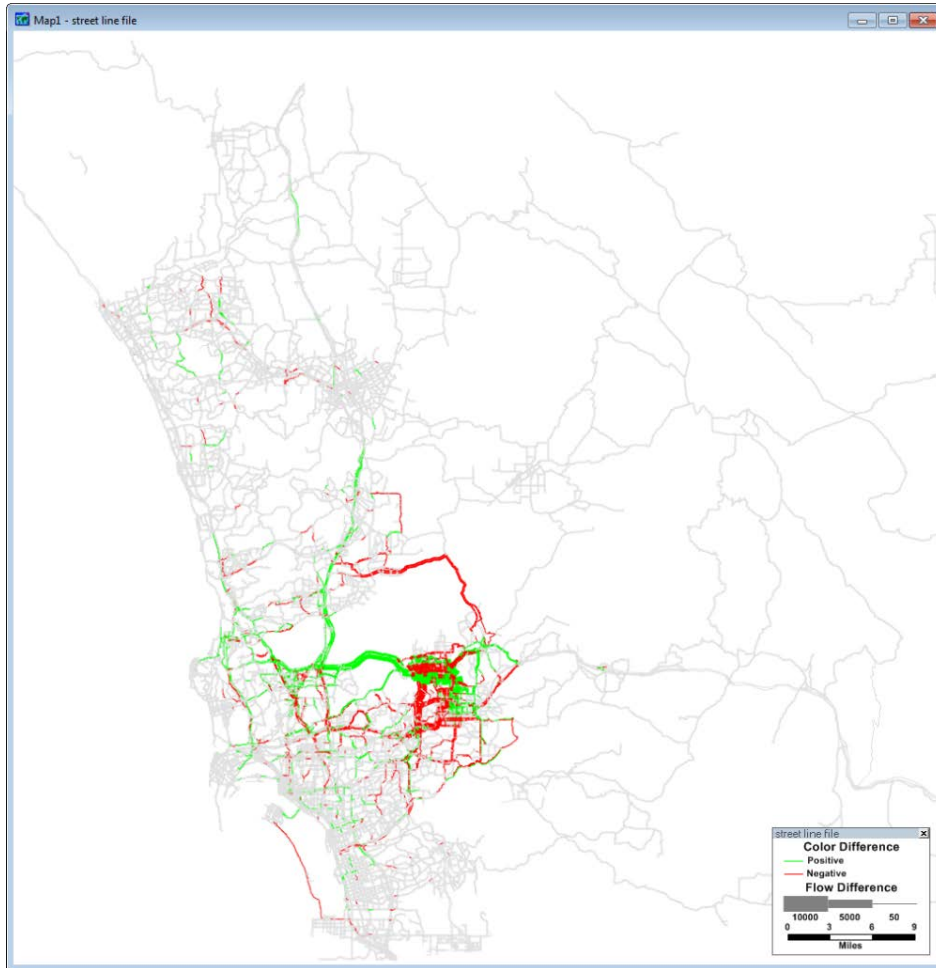 Map1 - street line file
street line file
Color Difference
Positive
Negative
Flow Difference
10000 5000 50
0 3 6 9
Miles